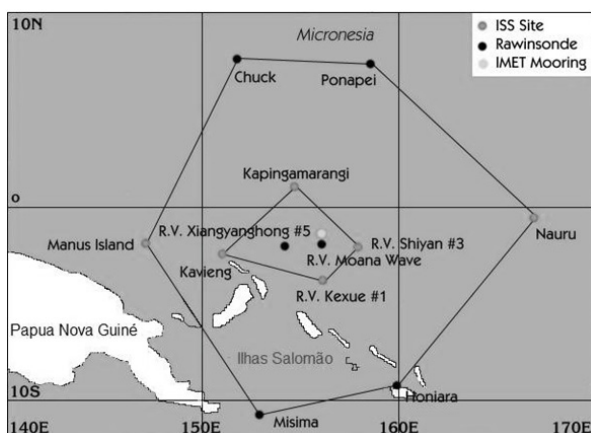 10N
Micronesia
ISS Site
Rawinsonde
IMET Mooring
Chuck
Ponapei
Kapingamarangi
0
R.V. Xiangyanghong #5
Manus Island
R.V. Shiyan #3
Nauru
R.V. Moana Wave
Kavieng
R.V. Kexue #1
Papua Nova Guiné
Ilhas Salomão
10S
Honiara
Misima
140E
150E
160E
170E